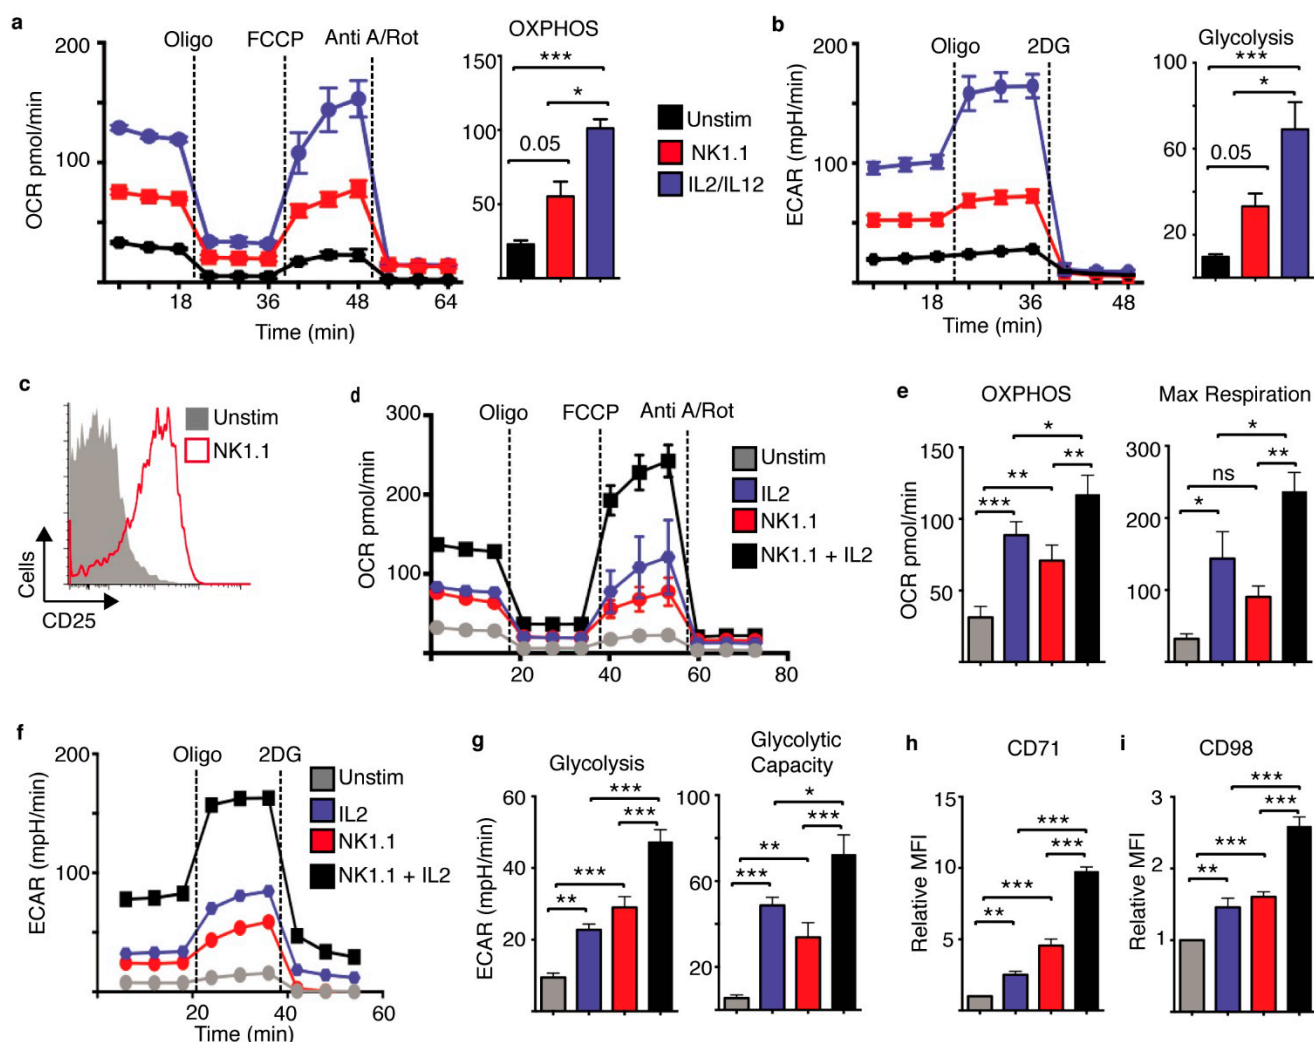 a
Oligo FCCP Anti A/Rot
200
100
OCR pmol/min
18 36 48 64
Time (min)
OXPHOS
150
100
50
***
*
0.05
Unstim
NK1.1
IL2/IL12
b
Oligo 2DG
200
100
ECAR (mpH/min)
18 36 48
Time (min)
Glycolysis
100
80
60
40
20
***
*
0.05
c
Unstim
NK1.1
Cells
CD25
d
Oligo FCCP Anti A/Rot
300
200
100
OCR pmol/min
20 40 60 80
Unstim
IL2
NK1.1
NK1.1 + IL2
e
OXPHOS
150
100
50
OCR pmol/min
*
**
**
***
Max Respiration
300
200
100
*
**
ns
*
f
Oligo 2DG
200
100
ECAR (mpH/min)
20 40 60
Time (min)
Unstim
IL2
NK1.1
NK1.1 + IL2
g
Glycolysis
60
40
20
ECAR (mpH/min)
***
***
***
**
Glycolytic
Capacity
100
60
20
*
***
**
***
h
CD71
15
10
5
Relative MFI
***
***
***
**
i
CD98
3
2
1
Relative MFI
***
***
***
**